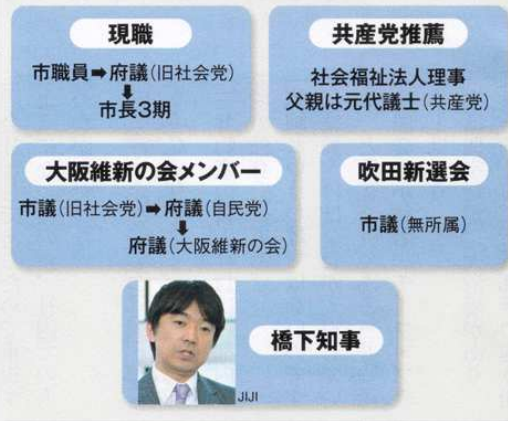 現職
市職員➡府議(旧社会党)
⬇
市長3期
共産党推薦
社会福祉法人理事
父親は元代議士(共産党)
大阪維新の会メンバー
市議(旧社会党)➡府議(自民党)
⬇
府議(大阪維新の会)
吹田新選会
市議(無所属)
橋下知事
JIJI